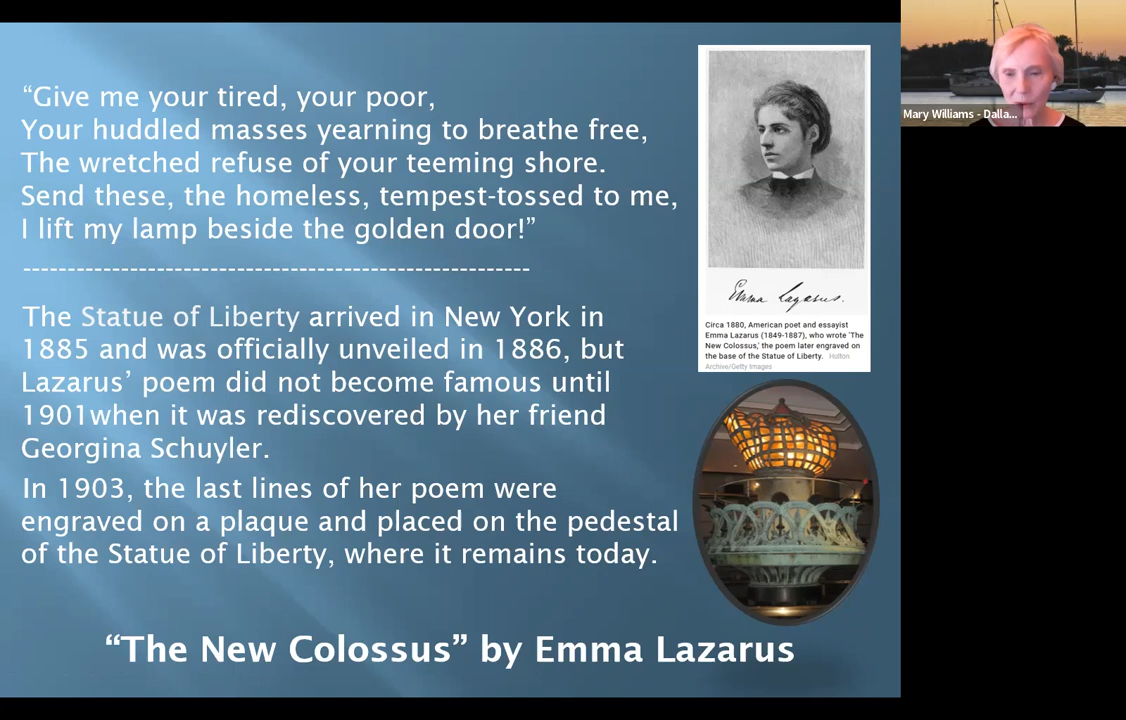 “Give me your tired, your poor,
Your huddled masses yearning to breathe free,
The wretched refuse of your teeming shore.
Send these, the homeless, tempest-tossed to me,
I lift my lamp beside the golden door!”
---------------------------------------------------------
The Statue of Liberty arrived in New York in
1885 and was officially unveiled in 1886, but
Lazarus’ poem did not become famous until
1901when it was rediscovered by her friend
Georgina Schuyler.
In 1903, the last lines of her poem were
engraved on a plaque and placed on the pedestal
of the Statue of Liberty, where it remains today.
“The New Colossus” by Emma Lazarus
Emma Lazarus.
Circa 1880, American poet and essayist
Emma Lazarus (1849-1887), who wrote 'The
New Colossus,' the poem later engraved on
the base of the Statue of Liberty. Hulton
Archive/Getty Images
Mary Williams - Dalla...